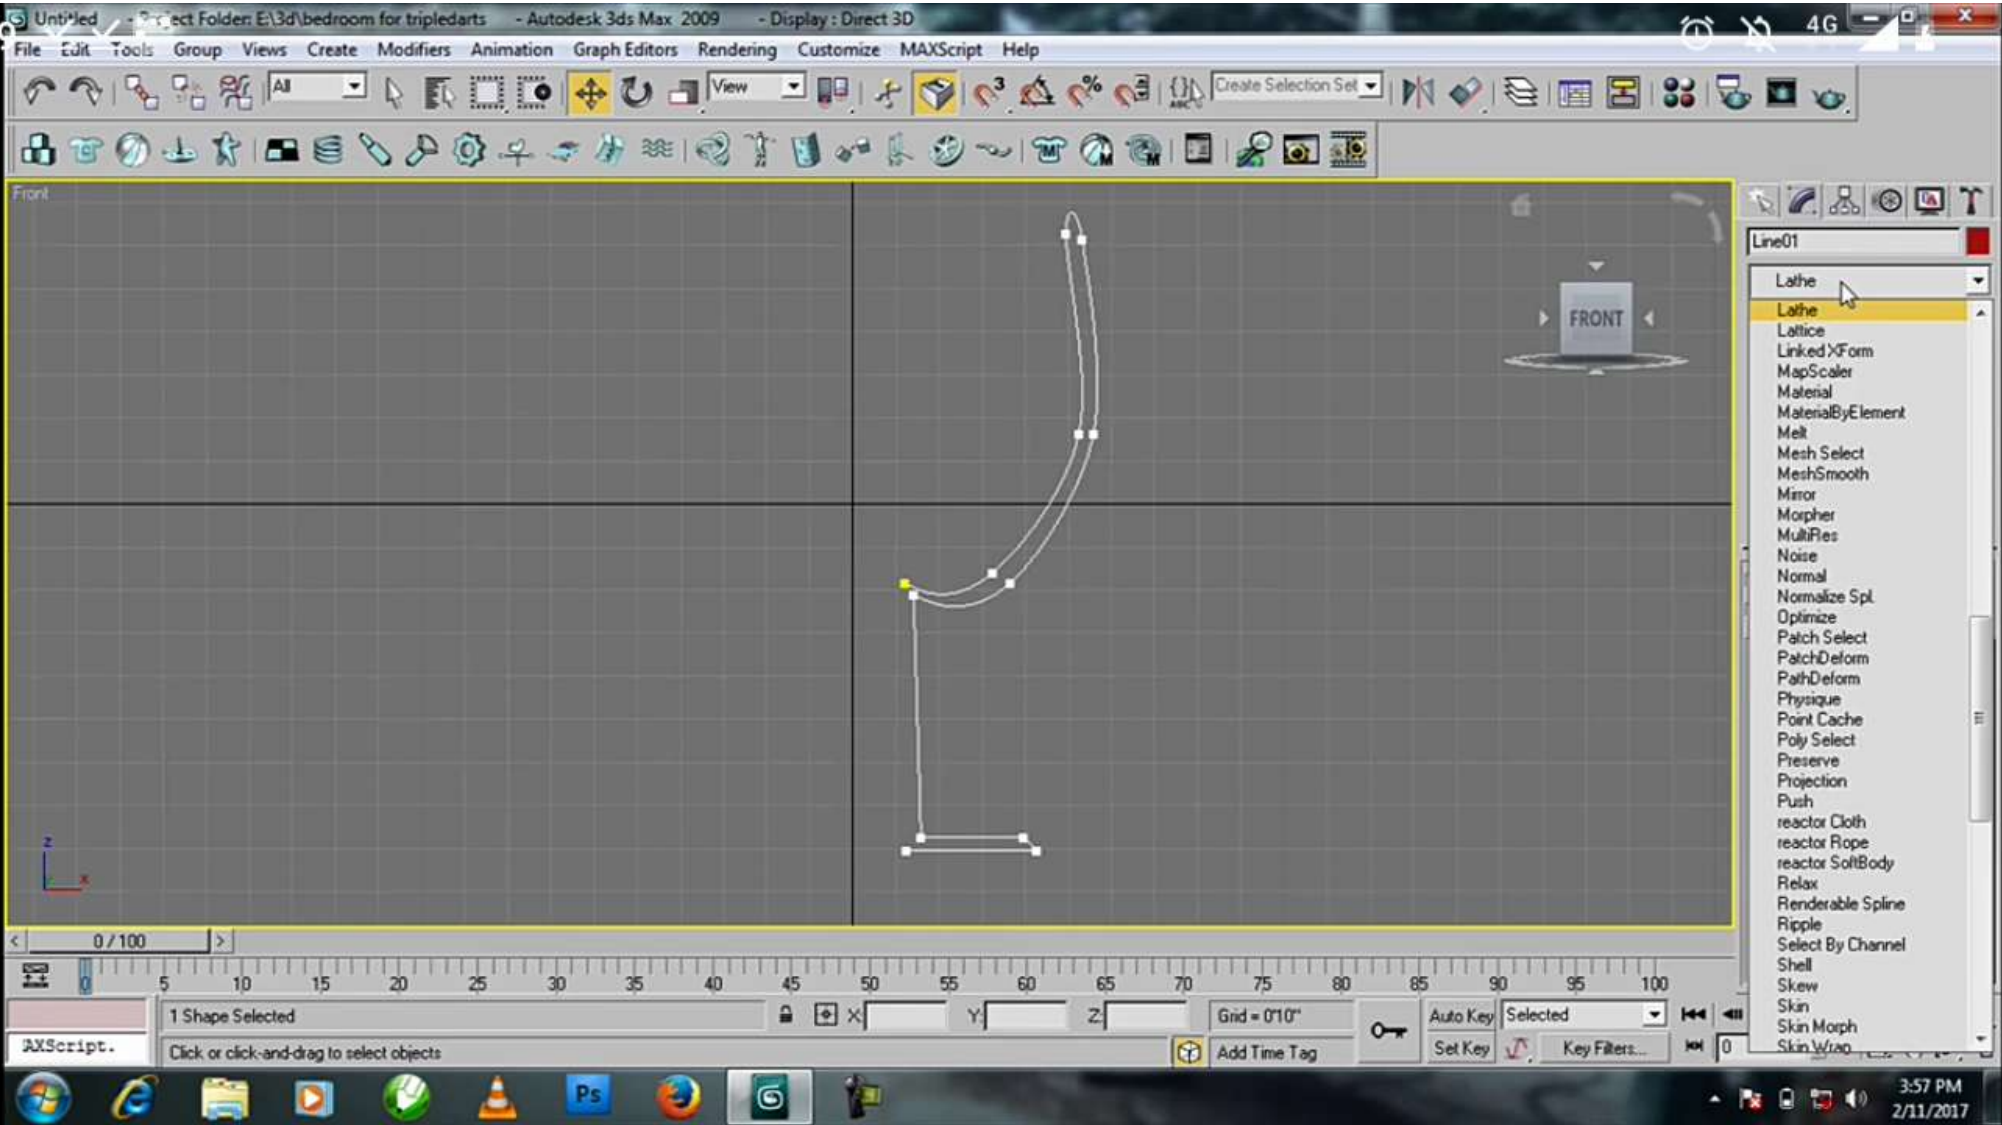 Untitled - Project Folder: E:\3d\bedroom for tripledarts - Autodesk 3ds Max 2009 - Display : Direct 3D
4G
File Edit Tools Group Views Create Modifiers Animation Graph Editors Rendering Customize MAXScript Help
All
View
3
%
ABC
Create Selection Set
M
M
M
Front
FRONT
z
x
Line01
Lathe
Lathe
Lattice
Linked XForm
MapScaler
Material
MaterialByElement
Melt
Mesh Select
MeshSmooth
Mirror
Morpher
MultiRes
Noise
Normal
Normalize Spl.
Optimize
Patch Select
PatchDeform
PathDeform
Physique
Point Cache
Poly Select
Preserve
Projection
Push
reactor Cloth
reactor Rope
reactor SoftBody
Relax
Renderable Spline
Ripple
Select By Channel
Shell
Skew
Skin
Skin Morph
Skin Wrap
< 0 / 100 >
0 5 10 15 20 25 30 35 40 45 50 55 60 65 70 75 80 85 90 95 100
1 Shape Selected
X: Y: Z:
Grid = 0'10"
Auto Key
Selected
AXScript.
Click or click-and-drag to select objects
Add Time Tag
Set Key
Key Filters...
0
Ps
3:57 PM
2/11/2017